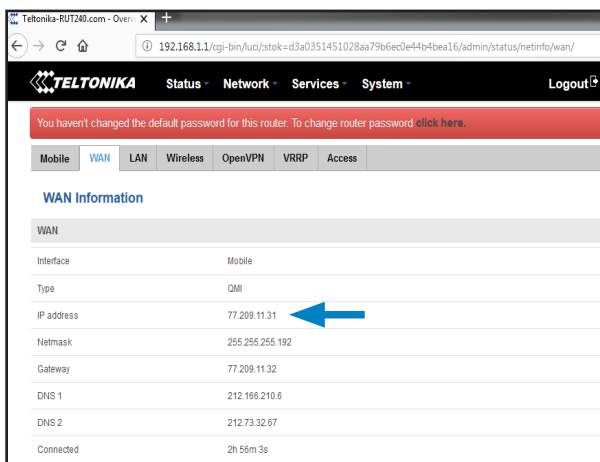 Teltonika-RUT240.com - Overv
192.168.1.1/cgi-bin/luci/;stok=d3a0351451028aa79b6ec0e44b4bea16/admin/status/netinfo/wan/
TELTONIKA Status Network Services System Logout
You haven't changed the default password for this router. To change router password click here.
Mobile WAN LAN Wireless OpenVPN VRRP Access
WAN Information
WAN
Interface Mobile
Type QMI
IP address 77.209.11.31
Netmask 255.255.255.192
Gateway 77.209.11.32
DNS 1 212.166.210.6
DNS 2 212.73.32.67
Connected 2h 56m 3s